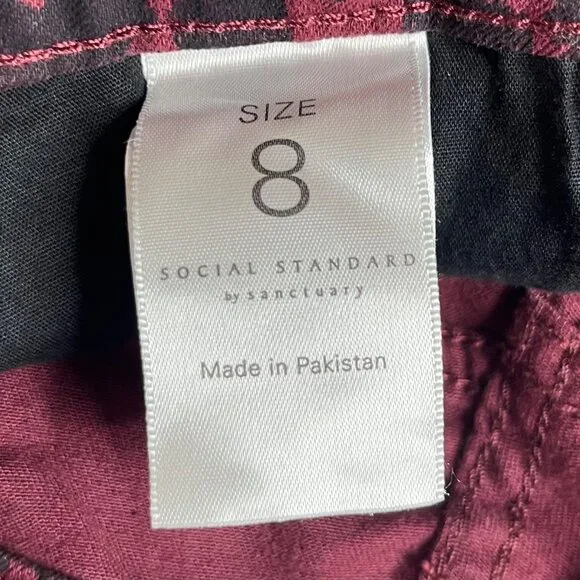 SIZE
8
SOCIAL STANDARD
by sanctuary
Made in Pakistan